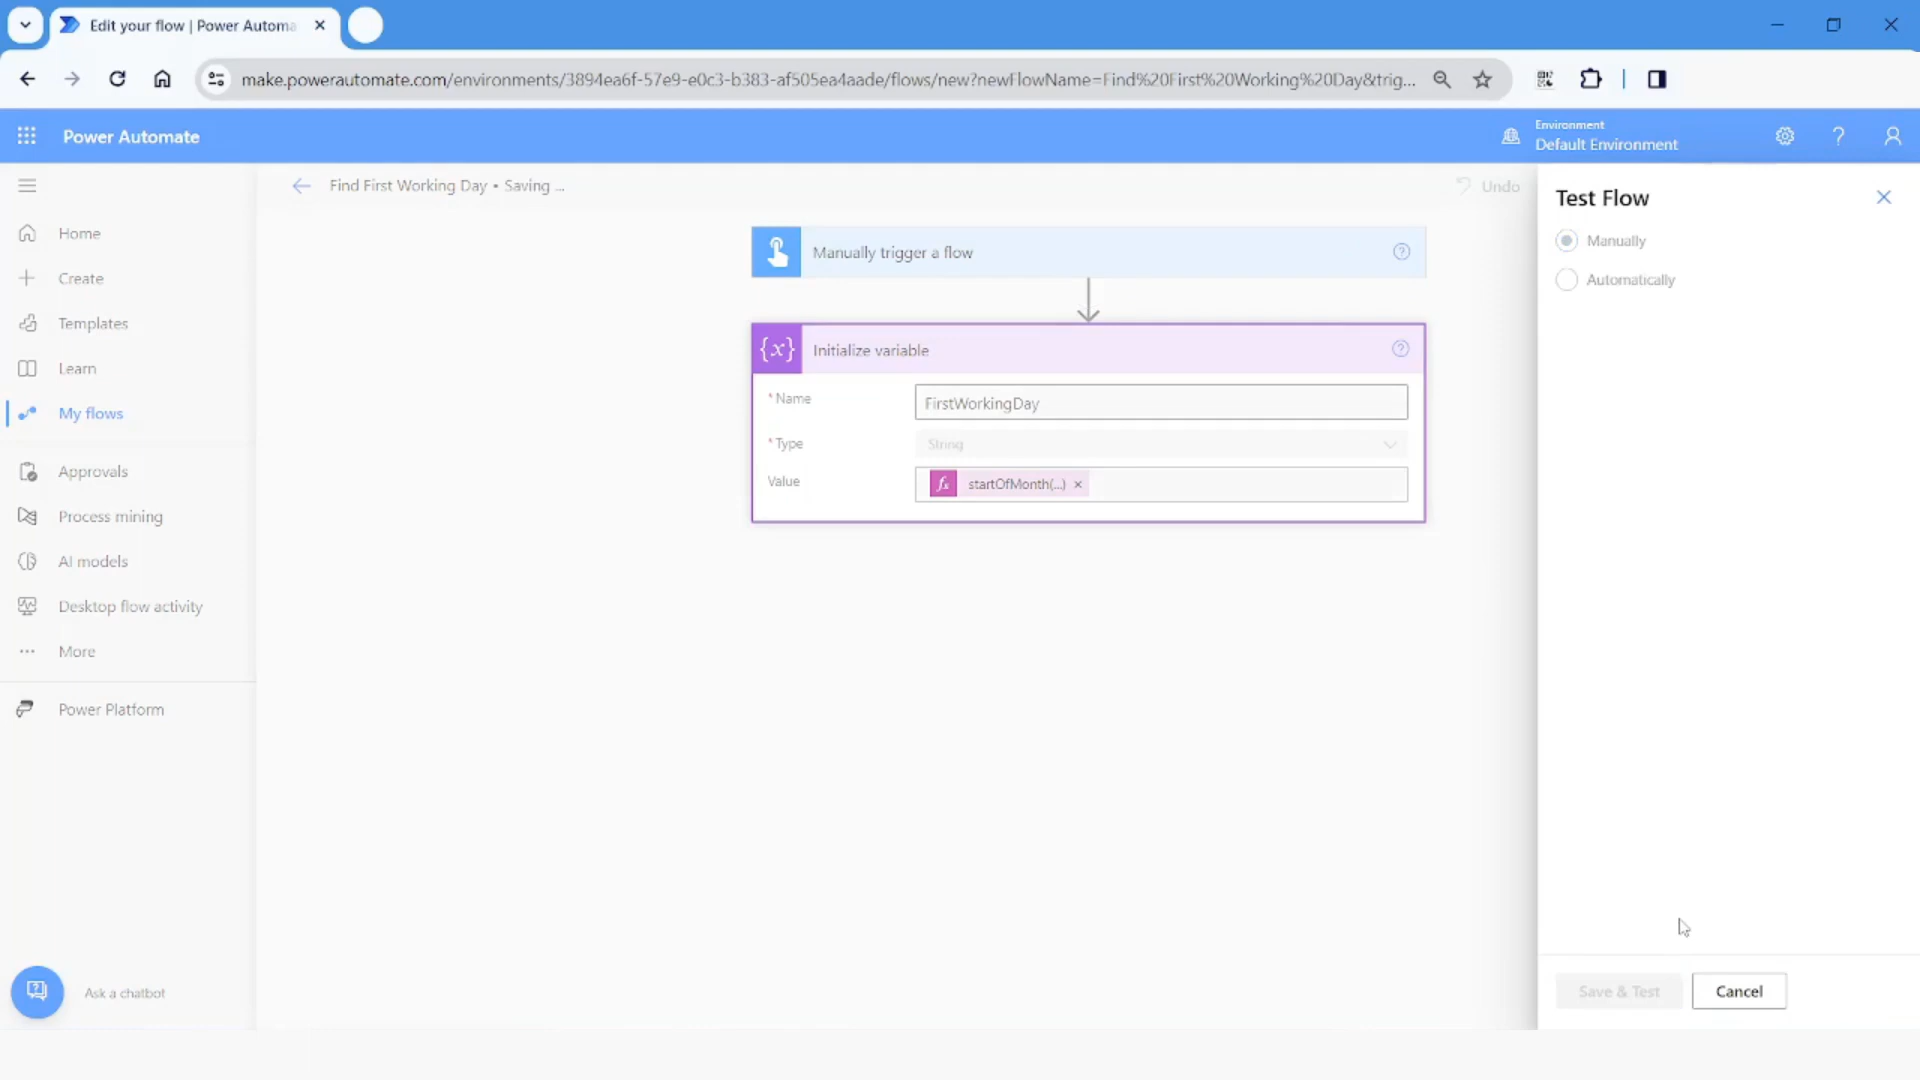 Edit your flow | Power Automa
make.powerautomate.com/environments/3894ea6f-57e9-e0c3-b383-af505ea4aade/flows/new?newFlowName=Find%20First%20Working%20Day&trig...
Power Automate
Environment
Default Environment
Find First Working Day • Saving ...
Undo
Home
Create
Templates
Learn
My flows
Approvals
Process mining
AI models
Desktop flow activity
More
Power Platform
Ask a chatbot
Manually trigger a flow
{x} Initialize variable
* Name
FirstWorkingDay
* Type
String
Value
fx startOfMonth(...) ×
Test Flow
Manually
Automatically
Save & Test
Cancel